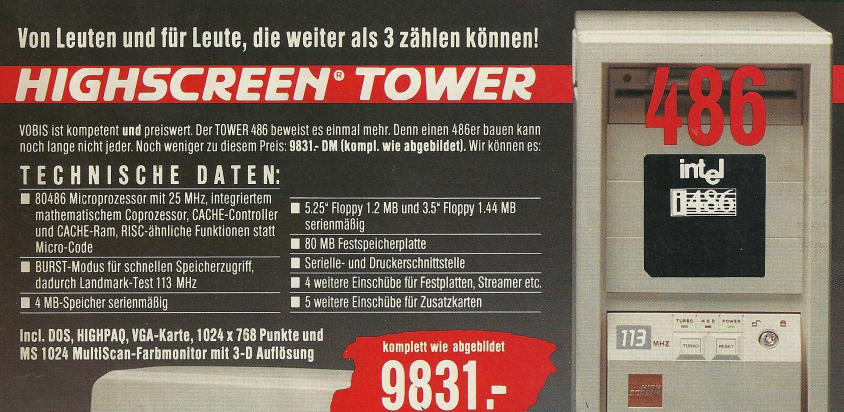 Von Leuten und für Leute, die weiter als 3 zählen können!
HIGHSCREEN® TOWER
VOBIS ist kompetent und preiswert. Der TOWER 486 beweist es einmal mehr. Denn einen 486er bauen kann
noch lange nicht jeder. Noch weniger zu diesem Preis: 9831.- DM (kompl. wie abgebildet). Wir können es:
TECHNISCHE DATEN:
■ 80486 Microprozessor mit 25 MHz, integriertem
mathematischem Coprozessor, CACHE-Controller
und CACHE-Ram, RISC-ähnliche Funktionen statt
Micro-Code
■ BURST-Modus für schnellen Speicherzugriff,
dadurch Landmark-Test 113 MHz
■ 4 MB-Speicher serienmäßig
■ 5.25" Floppy 1.2 MB und 3.5" Floppy 1.44 MB
serienmäßig
■ 80 MB Festspeicherplatte
■ Serielle- und Druckerschnittstelle
■ 4 weitere Einschübe für Festplatten, Streamer etc.
■ 5 weitere Einschübe für Zusatzkarten
Incl. DOS, HIGHPAQ, VGA-Karte, 1024 x 768 Punkte und
MS 1024 MultiScan-Farbmonitor mit 3-D Auflösung
komplett wie abgebildet
9831.-
486
intel
i486
TURBO HDD POWER
113 MHZ
TURBO RESET
HIGH
SCREEN